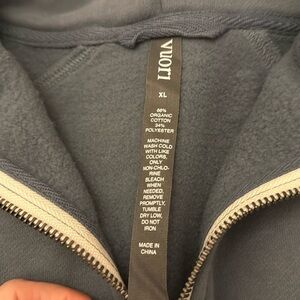 vuori
XL
66%
ORGANIC
COTTON
34%
POLYESTER
MACHINE
WASH COLD
WITH LIKE
COLORS,
ONLY
NON-CHLO-
RINE
BLEACH
WHEN
NEEDED,
REMOVE
PROMPTLY,
TUMBLE
DRY LOW,
DO NOT
IRON
MADE IN
CHINA